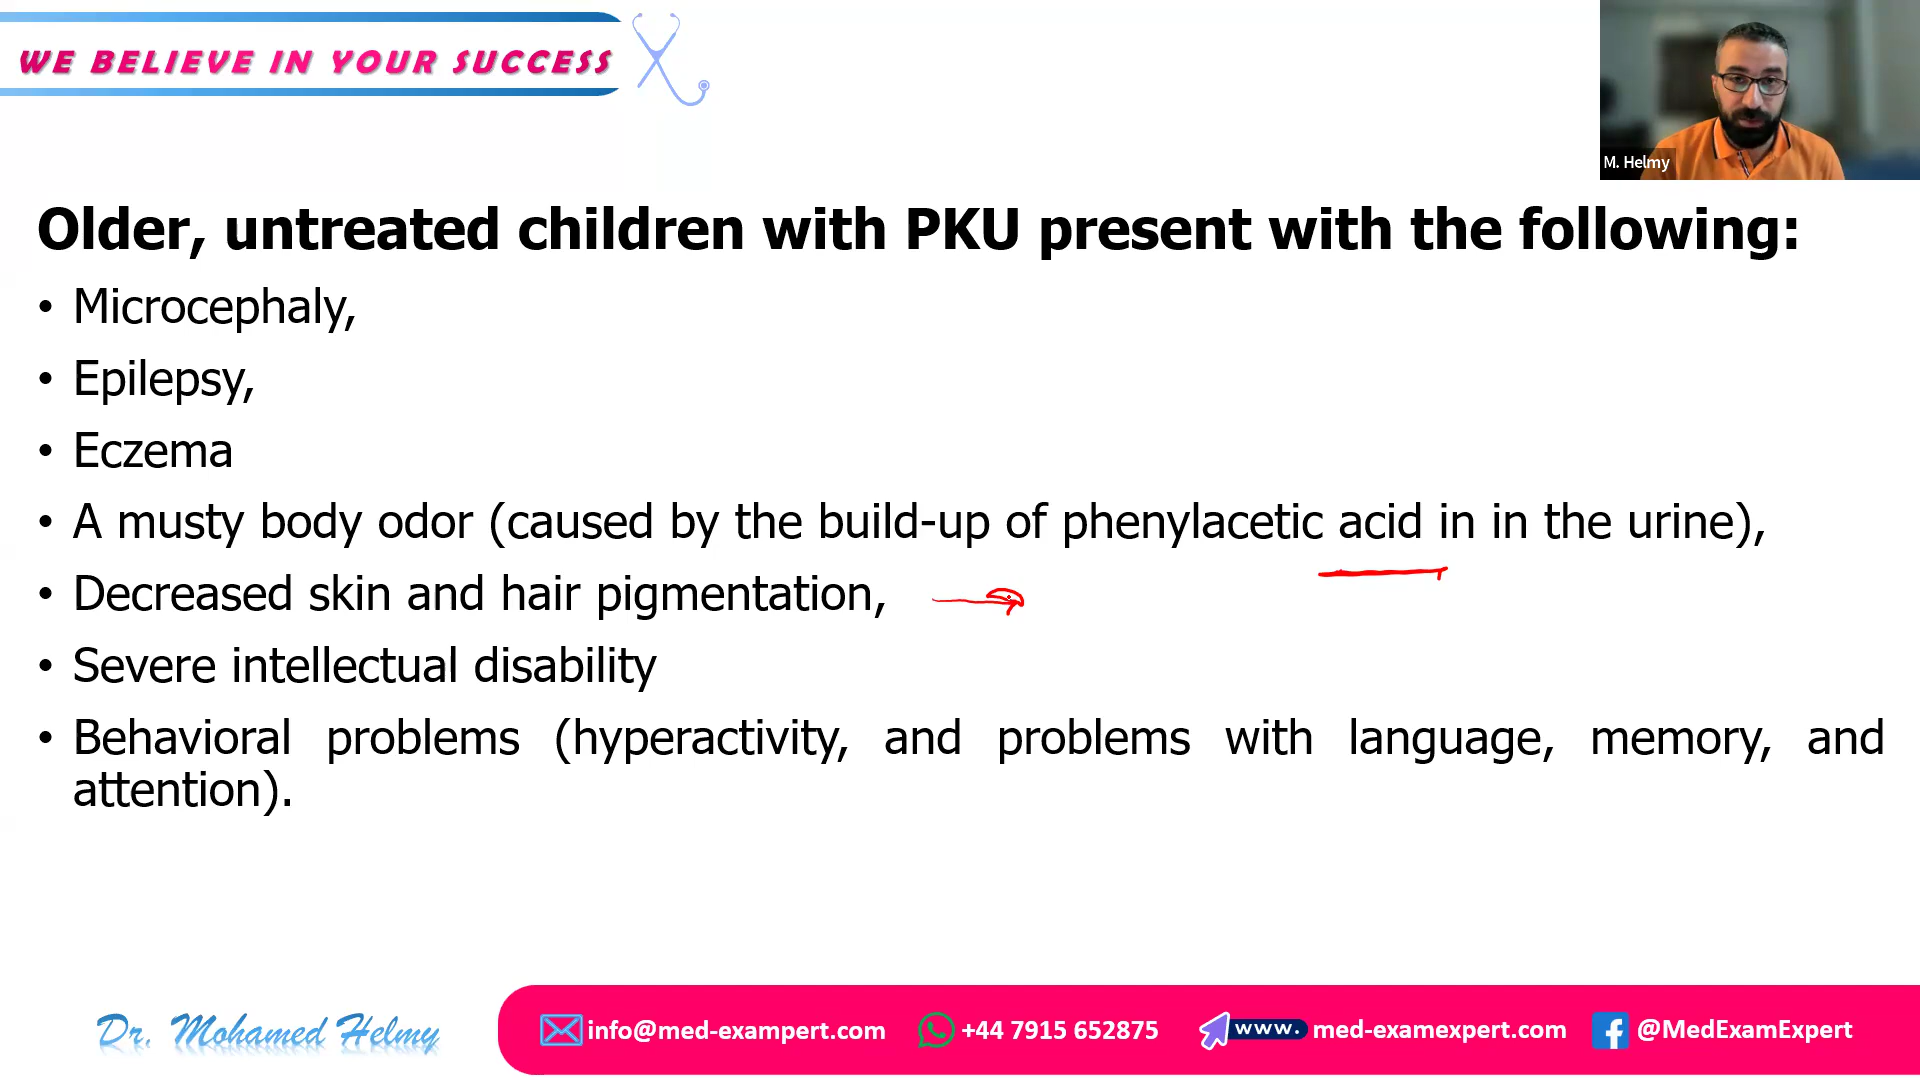 WE BELIEVE IN YOUR SUCCESS
M. Helmy
Older, untreated children with PKU present with the following:
• Microcephaly,
• Epilepsy,
• Eczema
• A musty body odor (caused by the build-up of phenylacetic acid in in the urine),
• Decreased skin and hair pigmentation,
• Severe intellectual disability
• Behavioral problems (hyperactivity, and problems with language, memory, and
attention).
Dr. Mohamed Helmy
info@med-exampert.com
+44 7915 652875
www. med-examexpert.com
@MedExamExpert